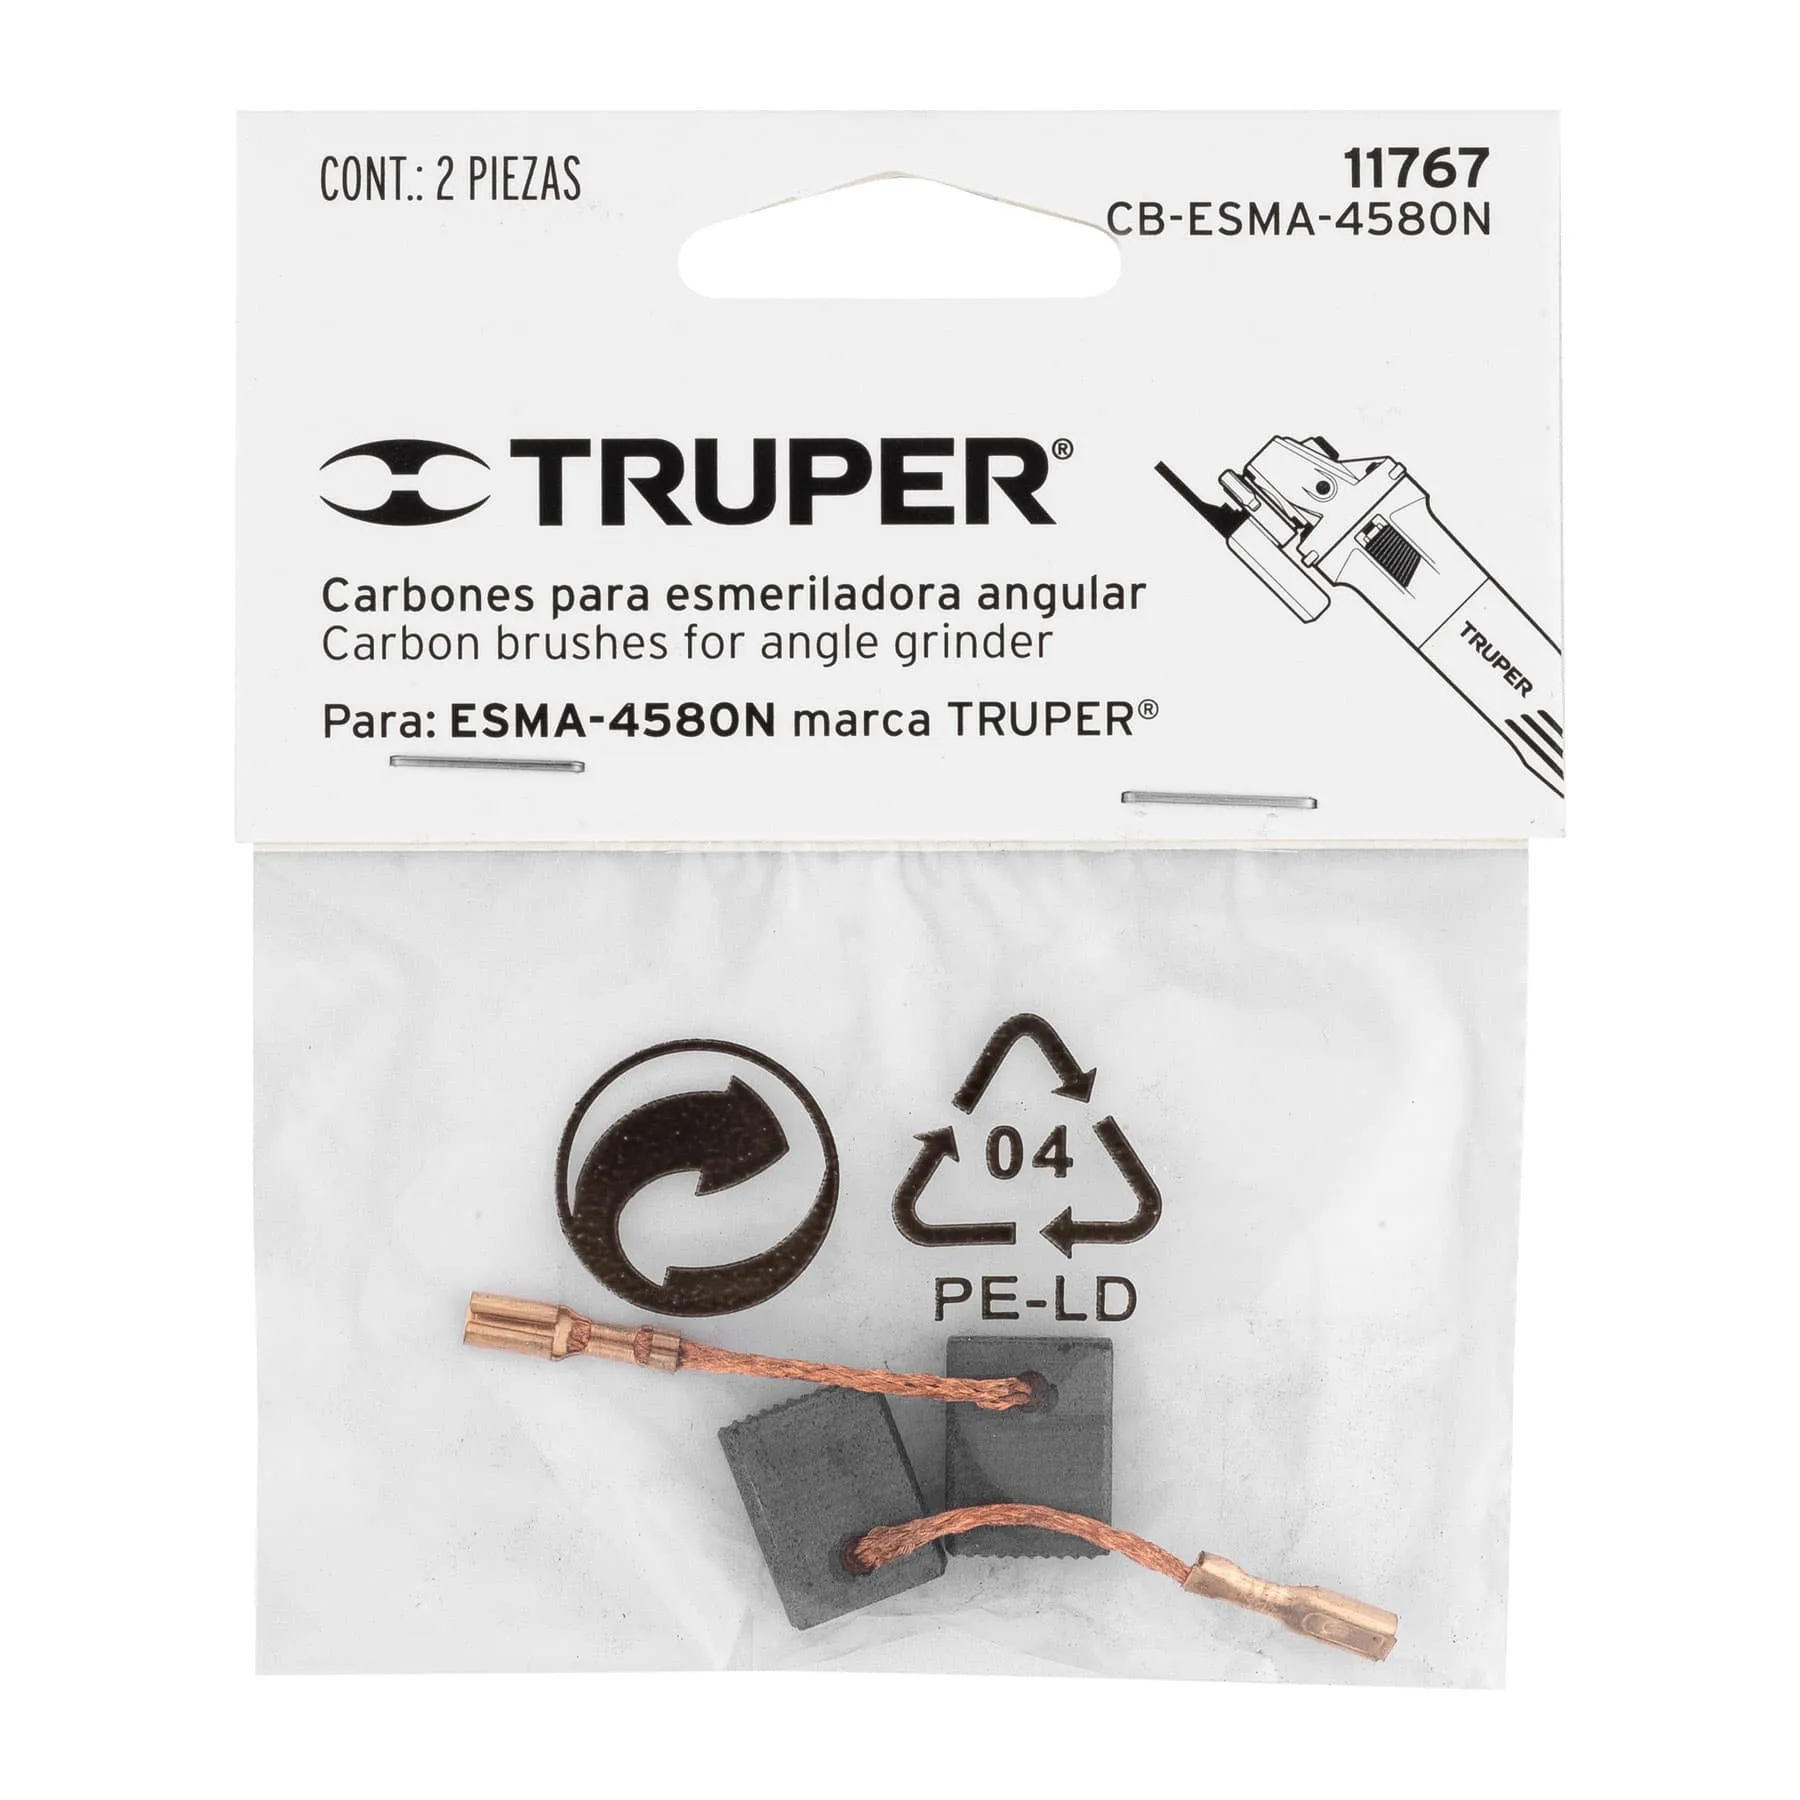 CONT.: 2 PIEZAS
11767
CB-ESMA-4580N
TRUPER®
Carbones para esmeriladora angular
Carbon brushes for angle grinder
Para: ESMA-4580N marca TRUPER®
TRUPER
04
PE-LD